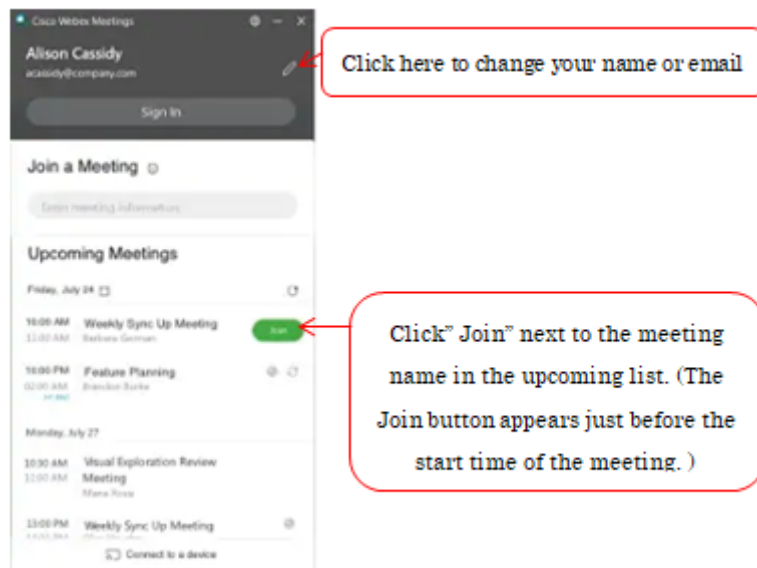 Cisco Webex Meetings
Alison Cassidy
acassidy@company.com
Click here to change your name or email
Sign In
Join a Meeting
Enter meeting information
Upcoming Meetings
Friday, July 24
10:00 AM Weekly Sync Up Meeting Join
11:00 AM Barbara German
Click” Join” next to the meeting
name in the upcoming list. (The
Join button appears just before the
start time of the meeting. )
10:00 PM Feature Planning
02:00 AM Brandon Burke
Monday, July 27
10:30 AM Visual Exploration Review
11:00 AM Meeting
Maria Rossi
13:00 PM Weekly Sync Up Meeting
Connect to a device